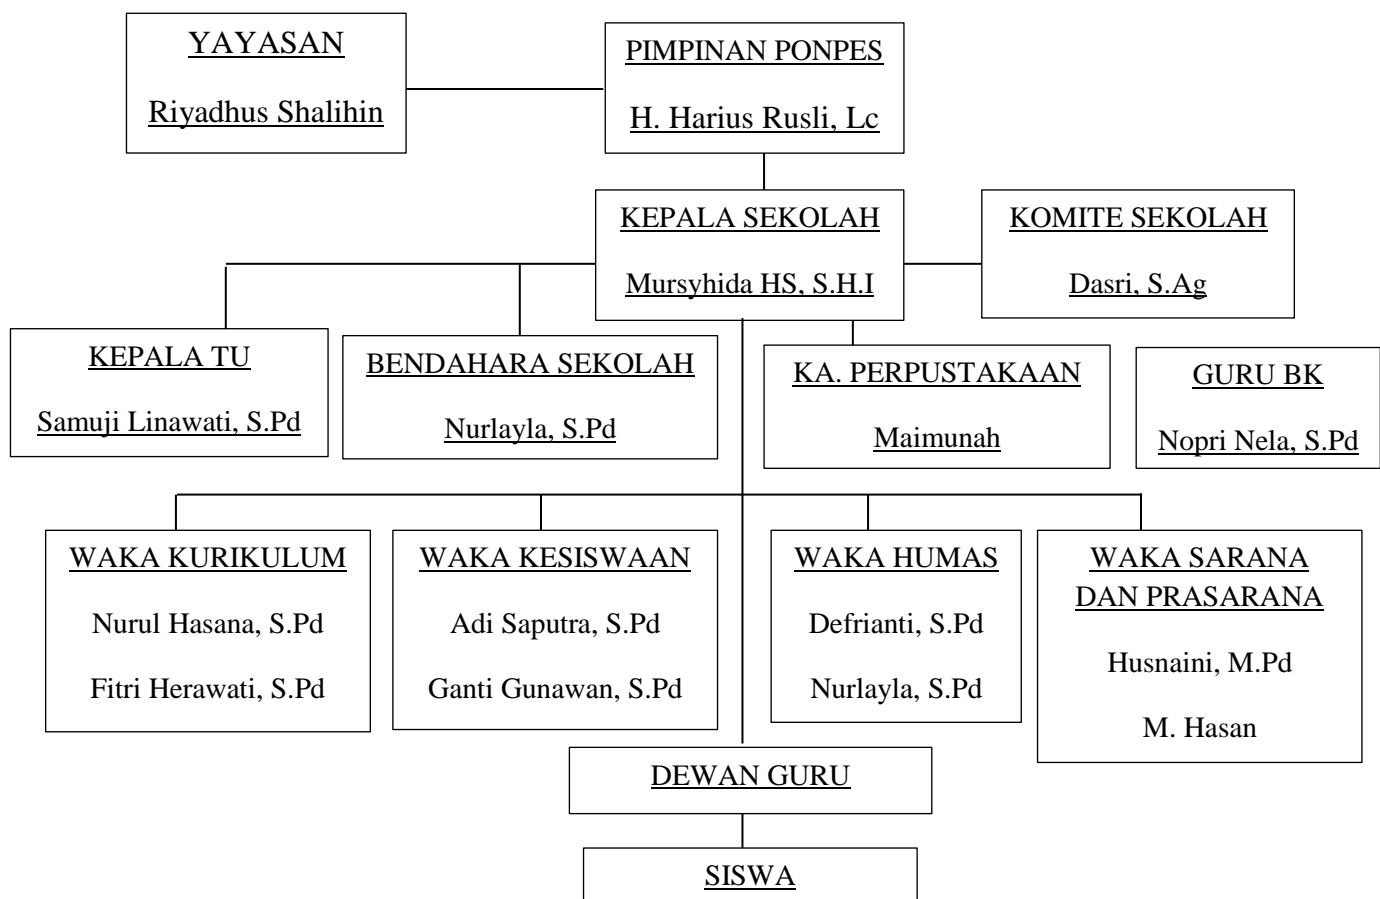 YAYASAN
Riyadhus Shalihin
PIMPINAN PONPES
H. Harius Rusli, Lc
KEPALA SEKOLAH
Mursyhida HS, S.H.I
KOMITE SEKOLAH
Dasri, S.Ag
KEPALA TU
Samuji Linawati, S.Pd
BENDAHARA SEKOLAH
Nurlayla, S.Pd
KA. PERPUSTAKAAN
Maimunah
GURU BK
Nopri Nela, S.Pd
WAKA KURIKULUM
Nurul Hasana, S.Pd
Fitri Herawati, S.Pd
WAKA KESISWAAN
Adi Saputra, S.Pd
Ganti Gunawan, S.Pd
WAKA HUMAS
Defrianti, S.Pd
Nurlayla, S.Pd
WAKA SARANA
DAN PRASARANA
Husnaini, M.Pd
M. Hasan
DEWAN GURU
SISWA